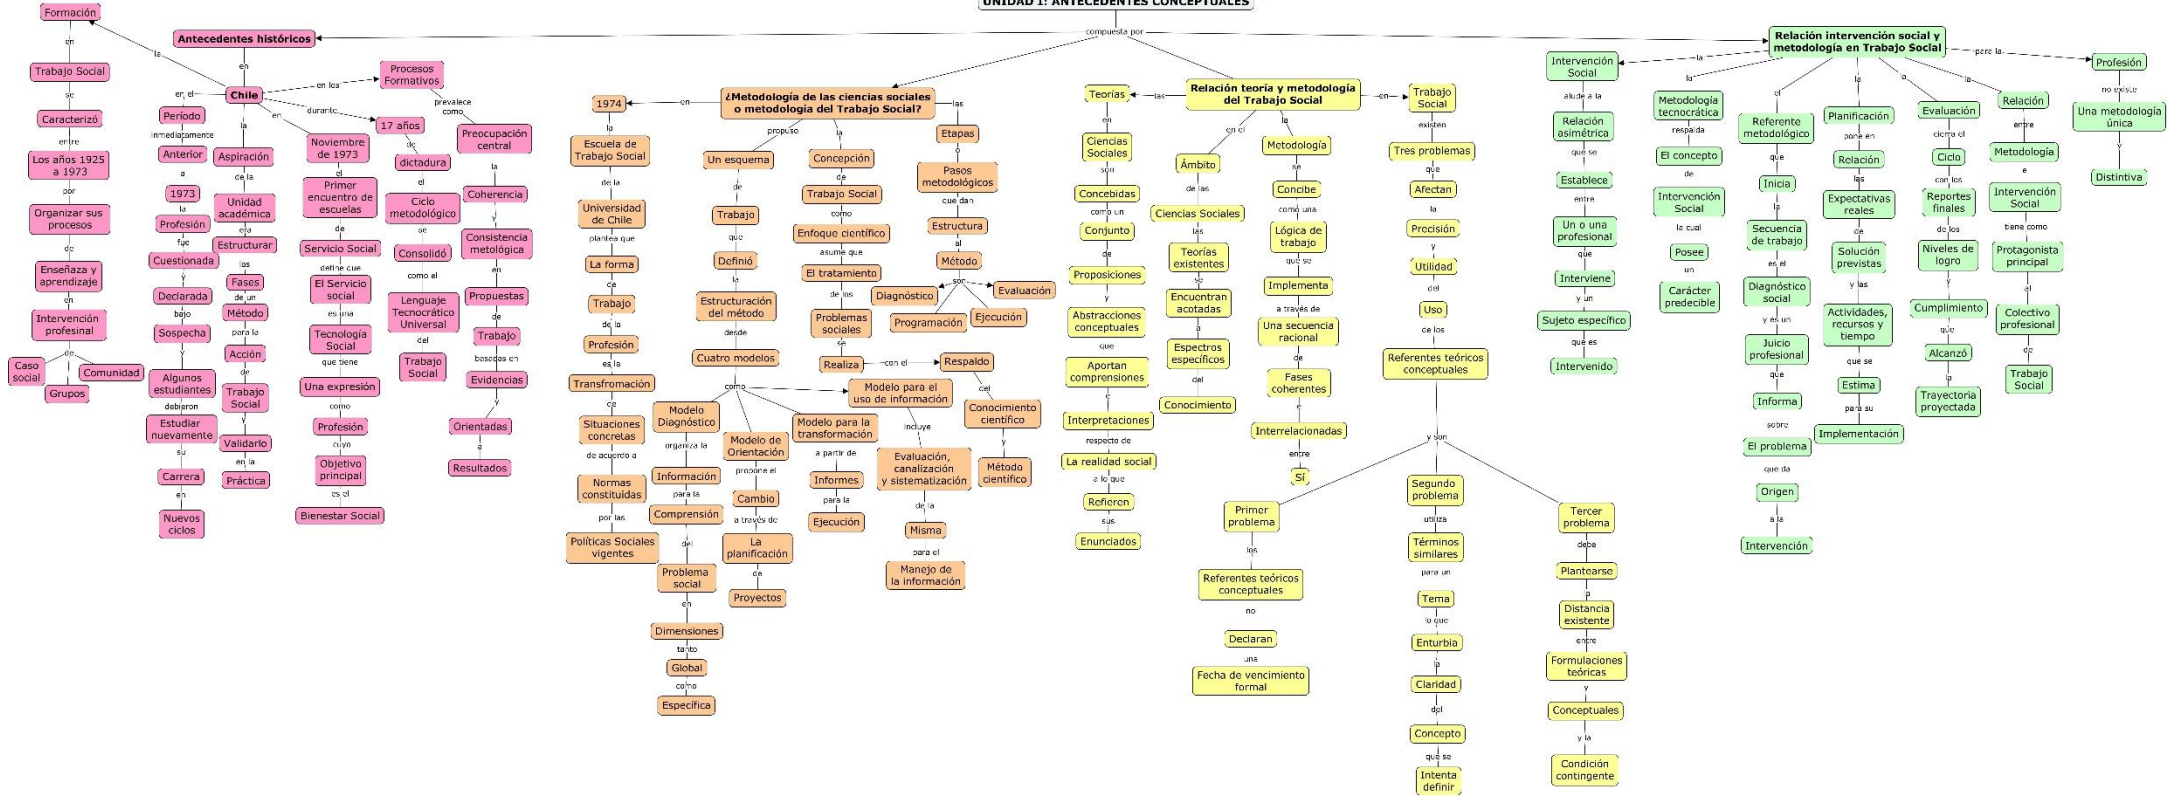 UNIDAD I: ANTECEDENTES CONCEPTUALES
compuesta por
Antecedentes históricos
en
Chile
la
Formación
en
Trabajo Social
se
Caracterizó
entre
Los años 1925
a 1973
por
Organizar sus
procesos
de
Enseñaza y
aprendizaje
en
Intervención
profesinal
de
Caso
social
Grupos
Comunidad
en el
Período
inmediatamente
Anterior
a
1973
la
Profesión
fue
Cuestionada
y
Declarada
bajo
Sospecha
y
Algunos
estudiantes
debieron
Estudiar
nuevamente
su
Carrera
en
Nuevos
ciclos
la
Aspiración
de la
Unidad
académica
era
Estructurar
las
Fases
de un
Método
para la
Acción
de
Trabajo
Social
y
Validarlo
en la
Práctica
en
Noviembre
de 1973
el
Primer
encuentro de
escuelas
de
Servicio Social
define que
El Servicio
social
es una
Tecnología
Social
que tiene
Una expresión
como
Profesión
cuyo
Objetivo
principal
es el
Bienestar Social
durante
17 años
de
dictadura
el
Ciclo
metodológico
se
Consolidó
como el
Lenguaje
Tecnocrático
Universal
del
Trabajo
Social
en los
Procesos
Formativos
prevalece
como
Preocupación
central
la
Coherencia
y
Consistencia
metológica
en
Propuestas
de
Trabajo
basadas en
Evidencias
y
Orientadas
a
Resultados
¿Metodología de las ciencias sociales
o metodología del Trabajo Social?
en
1974
la
Escuela de
Trabajo Social
de la
Universidad
de Chile
plantea que
La forma
de
Trabajo
de la
Profesión
es la
Transfromación
de
Situaciones
concretas
de acuerdo a
Normas
constituídas
por las
Políticas Sociales
vigentes
propuso
Un esquema
de
Trabajo
que
Definió
la
Estructuración
del método
desde
Cuatro modelos
como
Modelo
Diagnóstico
organiza la
Información
para la
Comprensión
del
Problema
social
en
Dimensiones
tanto
Global
como
Específica
Modelo de
Orientación
propone el
Cambio
a través de
La
planificación
de
Proyectos
Modelo para la
transformación
a partir de
Informes
para la
Ejecución
Modelo para el
uso de información
incluye
Evaluación,
canalización
y sistematización
de la
Misma
para el
Manejo de
la información
la
Concepción
de
Trabajo Social
como
Enfoque científico
asume que
El tratamiento
de los
Problemas
sociales
se
Realiza
con el
Respaldo
del
Conocimiento
científico
y
Método
científico
las
Etapas
o
Pasos
metodológicos
que dan
Estructura
al
Método
son
Diagnóstico
Programación
Ejecución
Evaluación
Relación teoría y metodología
del Trabajo Social
las
Teorías
en
Ciencias
Sociales
son
Concebidas
como un
Conjunto
de
Proposiciones
y
Abstracciones
conceptuales
que
Aportan
comprensiones
e
Interpretaciones
respecto de
La realidad social
a lo que
Refieren
sus
Enunciados
en el
Ámbito
de las
Ciencias Sociales
las
Teorías
existentes
se
Encuentran
acotadas
a
Espectros
específicos
del
Conocimiento
la
Metodología
se
Concibe
como una
Lógica de
trabajo
que se
Implementa
a través de
Una secuencia
racional
de
Fases
coherentes
e
Interrelacionadas
entre
Sí
en
Trabajo
Social
existen
Tres problemas
que
Afectan
la
Precisión
y
Utilidad
del
Uso
de los
Referentes teóricos
conceptuales
y son
Primer
problema
los
Referentes teóricos
conceptuales
no
Declaran
una
Fecha de vencimiento
formal
Segundo
problema
utiliza
Términos
similares
para un
Tema
lo que
Enturbia
la
Claridad
del
Concepto
que se
Intenta
definir
Tercer
problema
debe
Plantearse
la
Distancia
existente
entre
Formulaciones
teóricas
y
Conceptuales
y la
Condición
contingente
Relación intervención social y
metodología en Trabajo Social
la
Intervención
Social
alude a la
Relación
asimétrica
que se
Establece
entre
Un o una
profesional
que
Interviene
y un
Sujeto específico
que es
Intervenido
la
Metodología
tecnocrática
respalda
El concepto
de
Intervención
Social
la cual
Posee
un
Carácter
predecible
el
Referente
metodológico
que
Inicia
la
Secuencia
de trabajo
es el
Diagnóstico
social
y es un
Juicio
profesional
que
Informa
sobre
El problema
que da
Origen
a la
Intervención
la
Planificación
pone en
Relación
las
Expectativas
reales
de
Solución
previstas
y las
Actividades,
recursos y
tiempo
que se
Estima
para su
Implementación
la
Evaluación
cierra el
Ciclo
con los
Reportes
finales
de los
Niveles de
logro
y
Cumplimiento
que
Alcanzó
la
Trayectoria
proyectada
la
Relación
entre
Metodología
e
Intervención
Social
tiene como
Protagonista
principal
el
Colectivo
profesional
de
Trabajo
Social
para la
Profesión
no existe
Una metodología
única
y
Distintiva